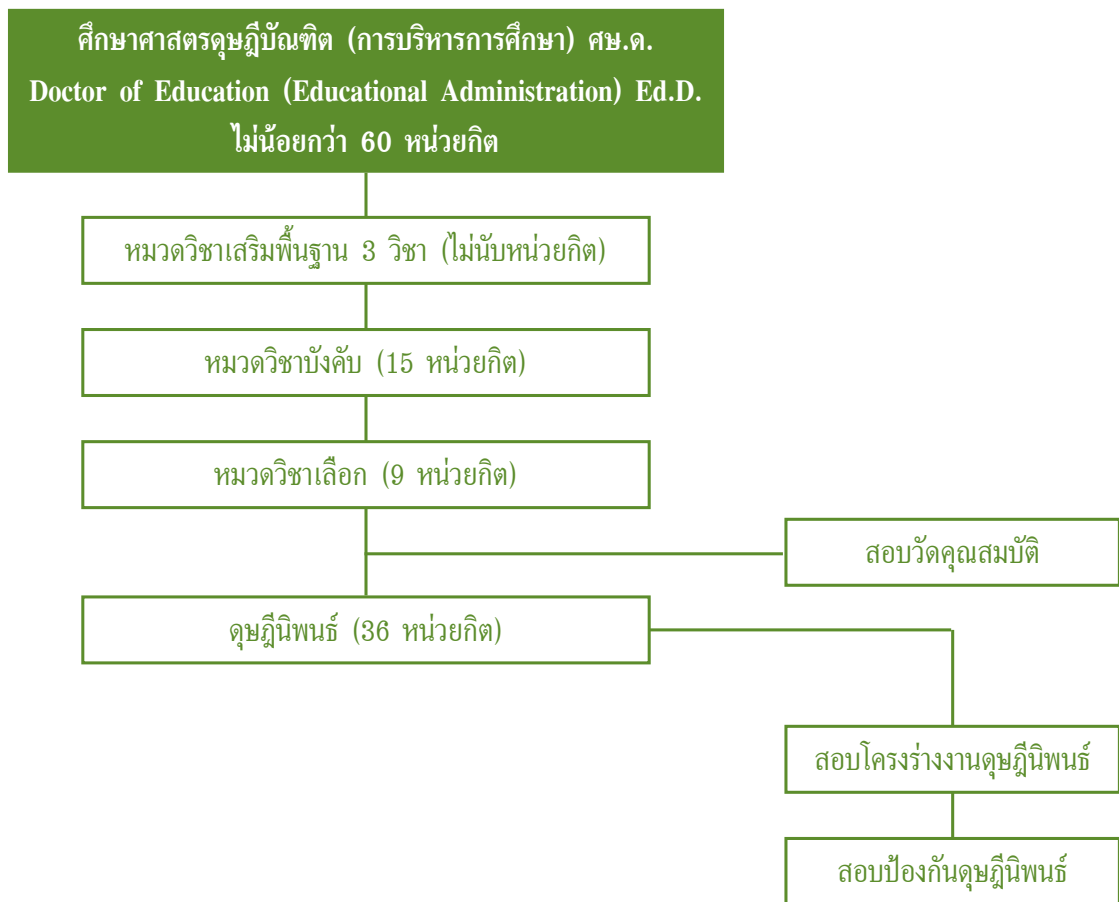 ศึกษาศาสตรดุษฎีบัณฑิต (การบริหารการศึกษา) ศษ.ด.
Doctor of Education (Educational Administration) Ed.D.
ไม่น้อยกว่า 60 หน่วยกิต
หมวดวิชาเสริมพื้นฐาน 3 วิชา (ไม่นับหน่วยกิต)
หมวดวิชาบังคับ (15 หน่วยกิต)
หมวดวิชาเลือก (9 หน่วยกิต)
สอบวัดคุณสมบัติ
ดุษฎีนิพนธ์ (36 หน่วยกิต)
สอบโครงร่างงานดุษฎีนิพนธ์
สอบป้องกันดุษฎีนิพนธ์